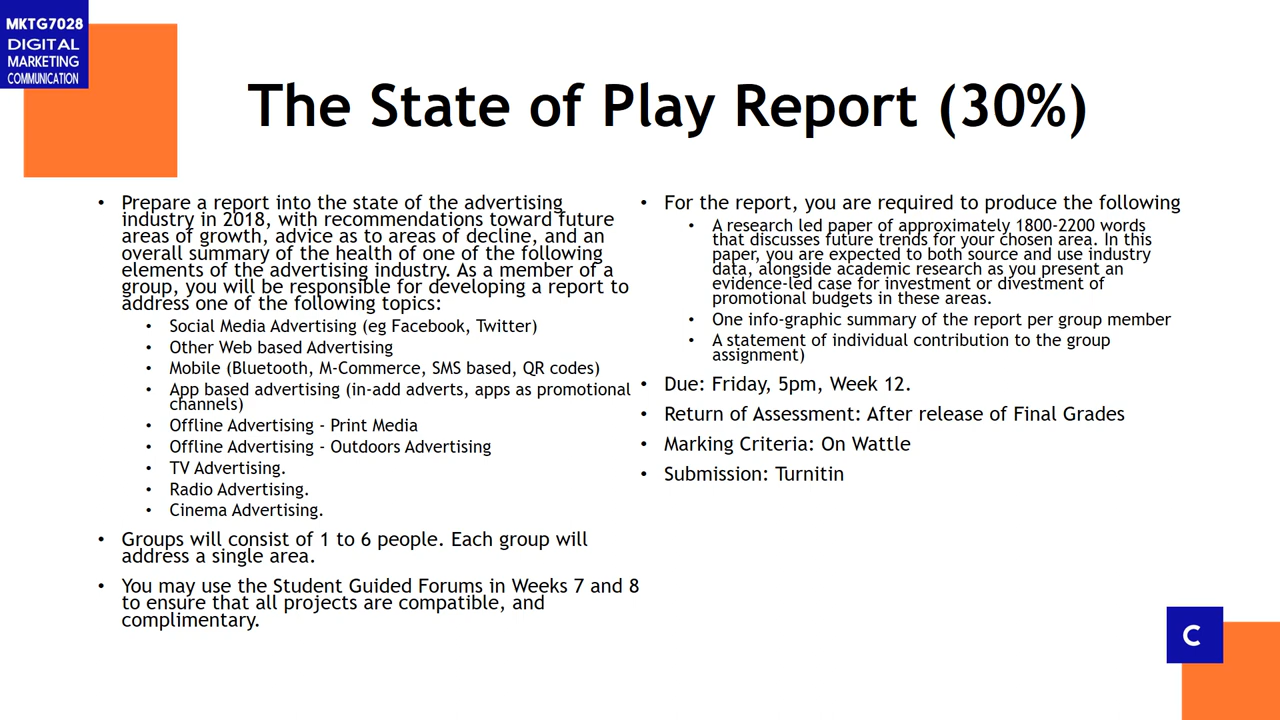 MKTG7028
DIGITAL
MARKETING
COMMUNICATION
The State of Play Report (30%)
• Prepare a report into the state of the advertising
industry in 2018, with recommendations toward future
areas of growth, advice as to areas of decline, and an
overall summary of the health of one of the following
elements of the advertising industry. As a member of a
group, you will be responsible for developing a report to
address one of the following topics:
• Social Media Advertising (eg Facebook, Twitter)
• Other Web based Advertising
• Mobile (Bluetooth, M-Commerce, SMS based, QR codes)
• App based advertising (in-add adverts, apps as promotional
channels)
• Offline Advertising - Print Media
• Offline Advertising - Outdoors Advertising
• TV Advertising.
• Radio Advertising.
• Cinema Advertising.
• Groups will consist of 1 to 6 people. Each group will
address a single area.
• You may use the Student Guided Forums in Weeks 7 and 8
to ensure that all projects are compatible, and
complimentary.
• For the report, you are required to produce the following
• A research led paper of approximately 1800-2200 words
that discusses future trends for your chosen area. In this
paper, you are expected to both source and use industry
data, alongside academic research as you present an
evidence-led case for investment or divestment of
promotional budgets in these areas.
• One info-graphic summary of the report per group member
• A statement of individual contribution to the group
assignment)
• Due: Friday, 5pm, Week 12.
• Return of Assessment: After release of Final Grades
• Marking Criteria: On Wattle
• Submission: Turnitin
C